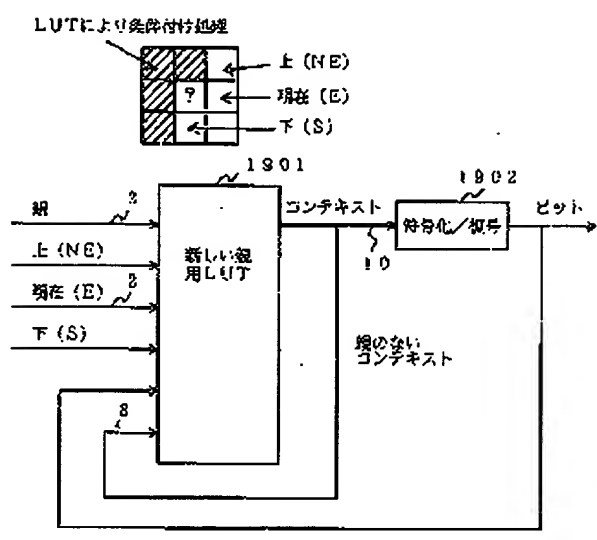 LUTにより条件付け処理
上 (NE)
?
現在 (E)
下 (S)
1901
1902
親
2
上 (NE)
現在 (E)
2
下 (S)
8
新しい親
用LUT
コンテキスト
10
符号化/復号
ビット
親のない
コンテキスト